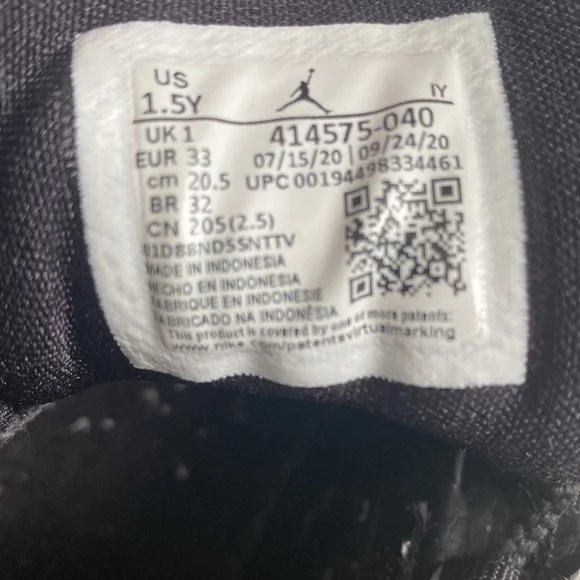 US
1.5Y
IY
UK 1
414575-040
EUR 33
07/15/20 | 09/24/20
cm 20.5
UPC 00194498334461
BR 32
CN 205(2.5)
MADE IN INDONESIA
HECHO EN INDONESIA
FABRIQUE EN INDONESIE
FABRICADO NA INDONESIA
This product is covered by one or more patents:
www.nike.com/patentsvirtualmarking